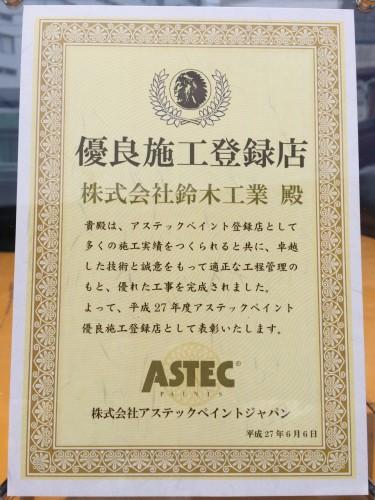 優良施工登録店
株式会社鈴木工業 殿
貴殿は、アステックペイント登録店として
多くの施工実績をつくられると共に、卓越
した技術と誠意をもって適正な工程管理の
もと、優れた工事を完成されました。
よって、平成27年度アステックペイント
優良施工登録店として表彰いたします。
ASTEC®
PAINTS
株式会社アステックペイントジャパン
平成27年6月6日